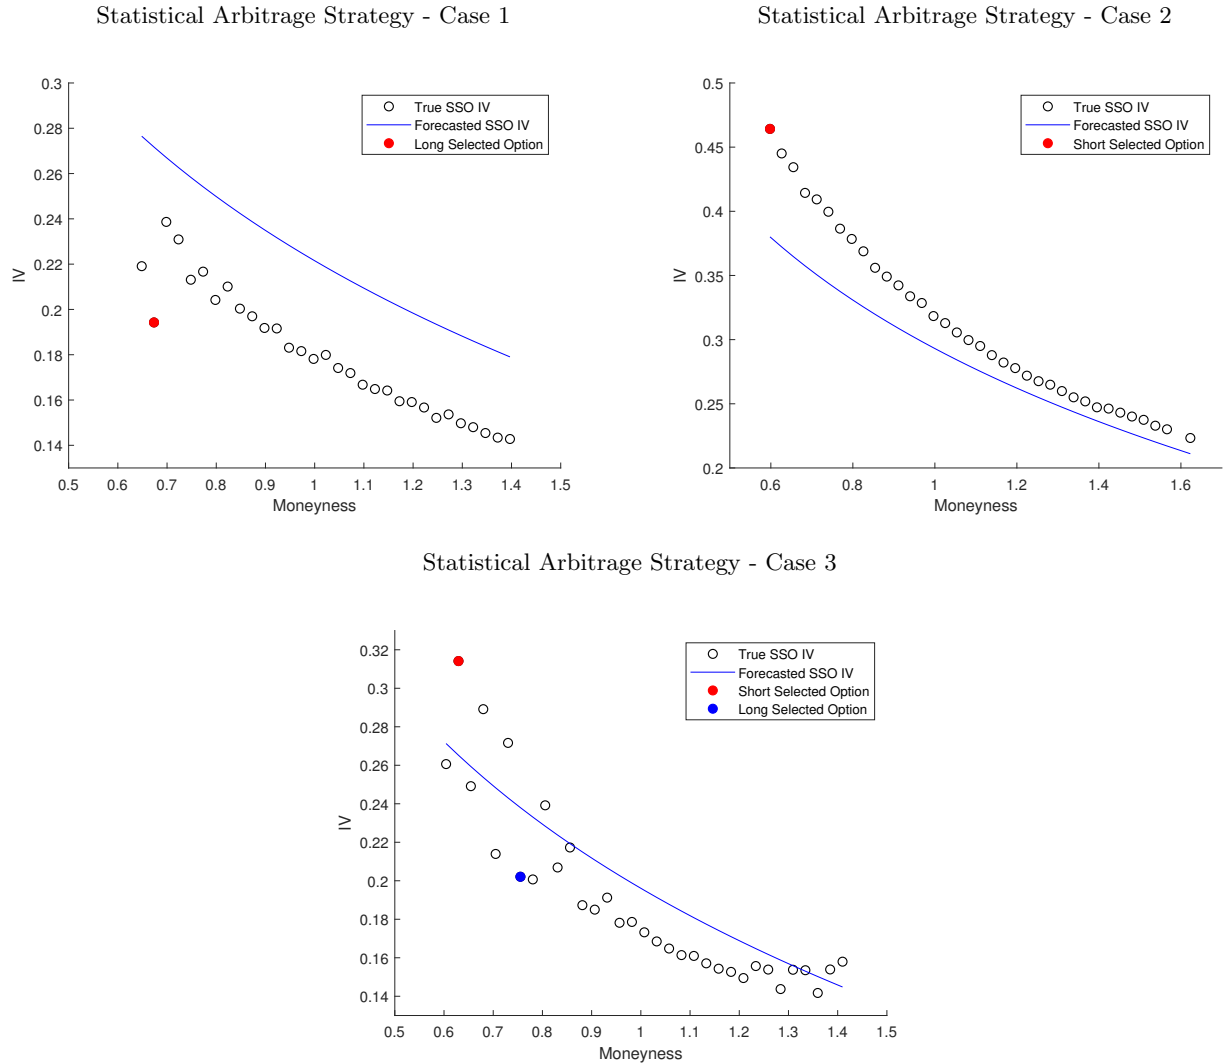 Statistical Arbitrage Strategy - Case 1
0.3
0.28
0.26
0.24
0.22
0.2
0.18
0.16
0.14
IV
0.5 0.6 0.7 0.8 0.9 1 1.1 1.2 1.3 1.4 1.5
Moneyness
True SSO IV
Forecasted SSO IV
Long Selected Option
Statistical Arbitrage Strategy - Case 2
0.5
0.45
0.4
0.35
0.3
0.25
0.2
IV
0.6 0.8 1 1.2 1.4 1.6
Moneyness
True SSO IV
Forecasted SSO IV
Short Selected Option
Statistical Arbitrage Strategy - Case 3
0.32
0.3
0.28
0.26
0.24
0.22
0.2
0.18
0.16
0.14
IV
0.5 0.6 0.7 0.8 0.9 1 1.1 1.2 1.3 1.4 1.5
Moneyness
True SSO IV
Forecasted SSO IV
Short Selected Option
Long Selected Option